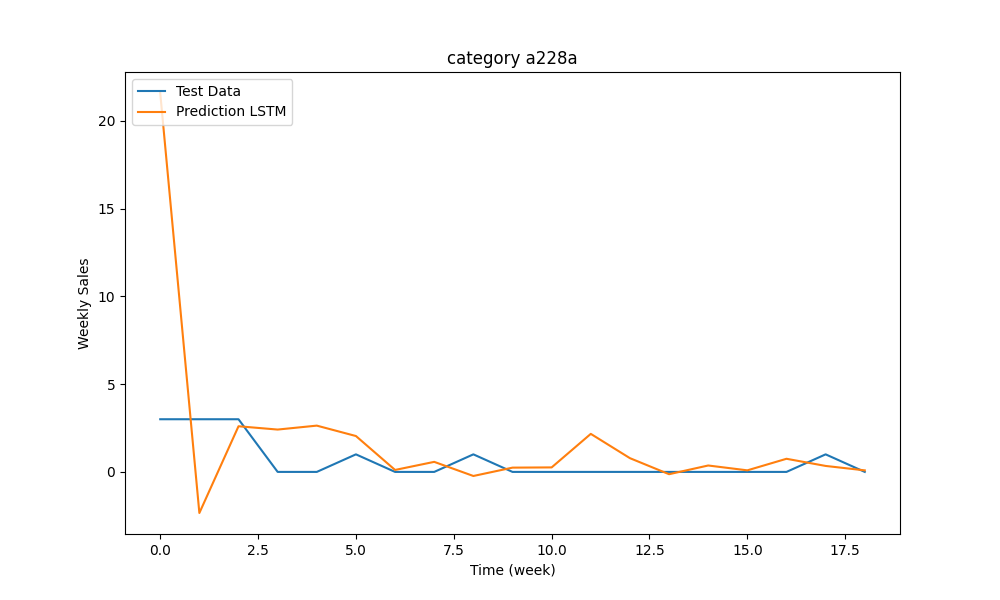 category a228a
Test Data
Prediction LSTM
Weekly Sales
20
15
10
5
0
0.0 2.5 5.0 7.5 10.0 12.5 15.0 17.5
Time (week)